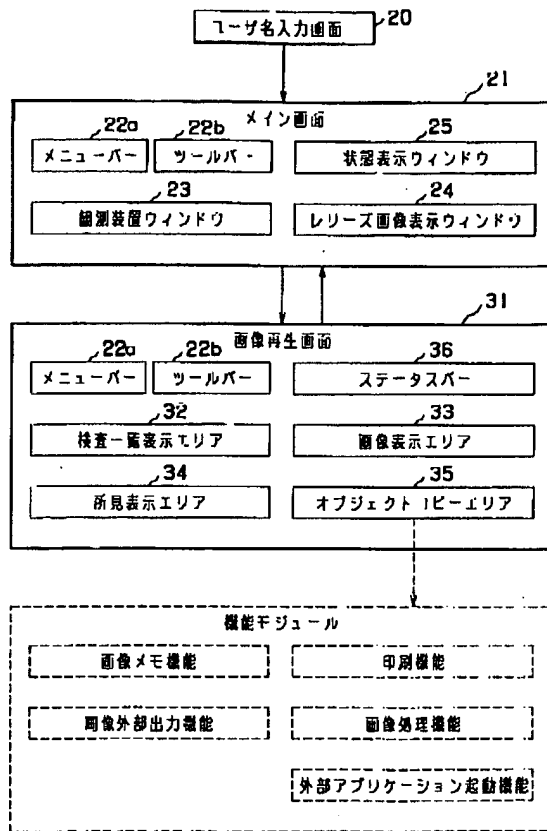 20
ユーザ名入力画面
21
メイン画面
22a 22b 25
メニューバー ツールバー 状態表示ウィンドウ
23 24
観測装置ウィンドウ レリーズ画像表示ウィンドウ
31
画像再生画面
22a 22b 36
メニューバー ツールバー ステータスバー
32 33
検査一覧表示エリア 画像表示エリア
34 35
所見表示エリア オブジェクトコピーエリア
機能モジュール
画像メモ機能 印刷機能
画像外部出力機能 画像処理機能
外部アプリケーション起動機能